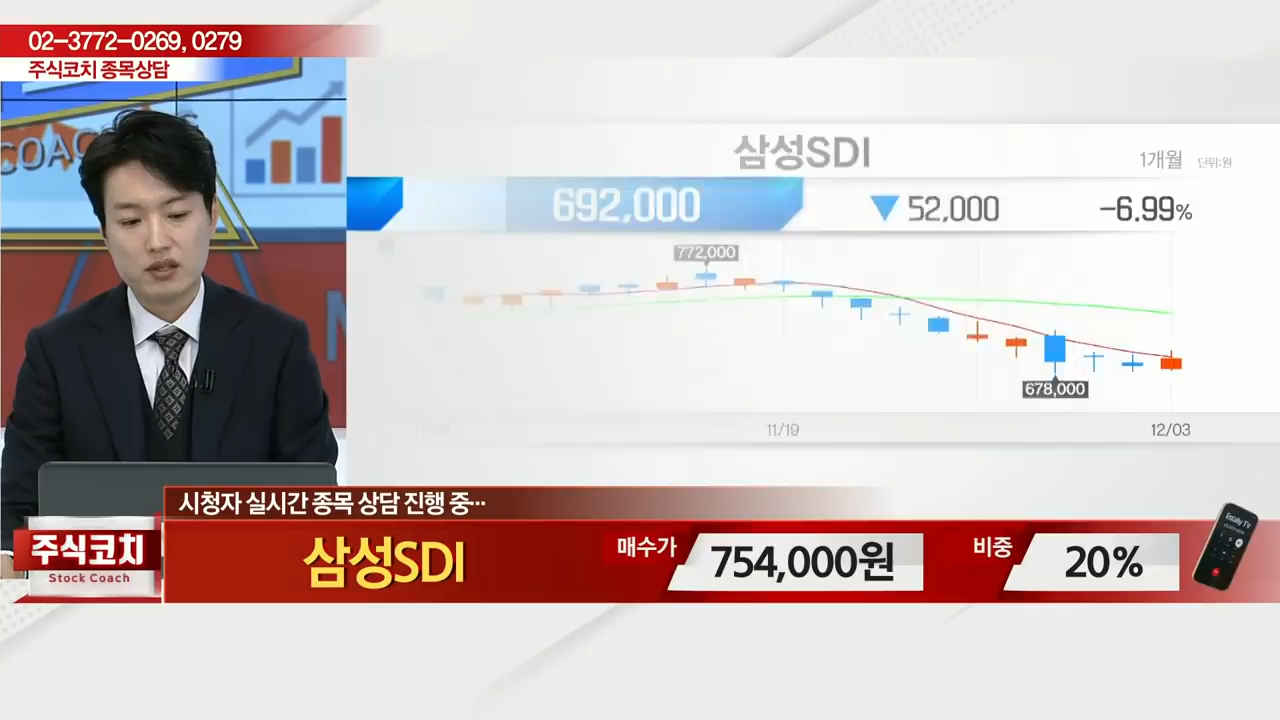 02-3772-0269, 0279
주식코치 종목상담
COAC
삼성SDI
1개월 단위:원
692,000 ▼52,000 -6.99%
772,000
678,000
11/19 12/03
시청자 실시간 종목 상담 진행 중...
주식코치
Stock Coach
삼성SDI 매수가 754,000원 비중 20%